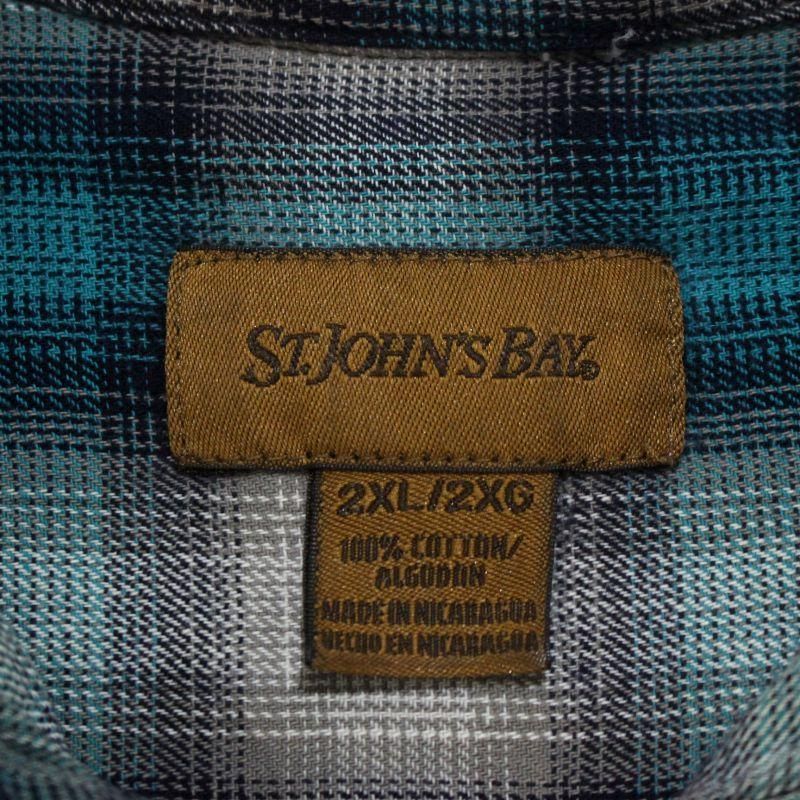 ST. JOHN'S BAY®
2XL/2XG
100% COTTON/
ALGODON
MADE IN NICARAGUA
HECHO EN NICARAGUA